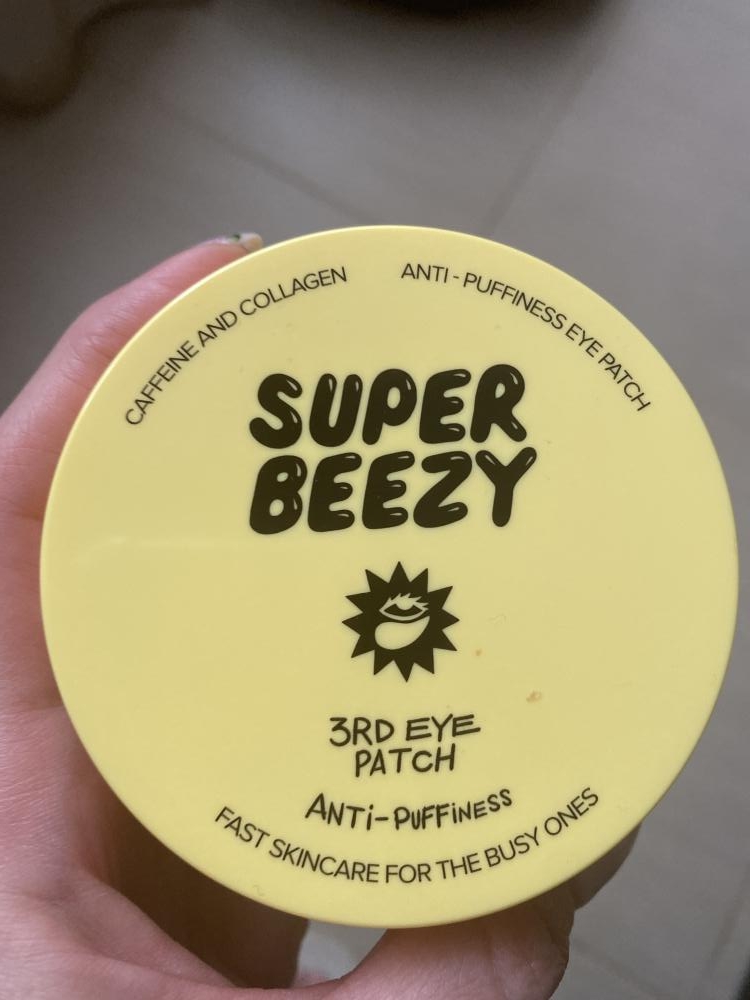 CAFFEINE AND COLLAGEN
ANTI-PUFFINESS EYE PATCH
SUPER
BEEZY
3RD EYE
PATCH
ANTi-PUFFiNESS
FAST SKINCARE FOR THE BUSY ONES